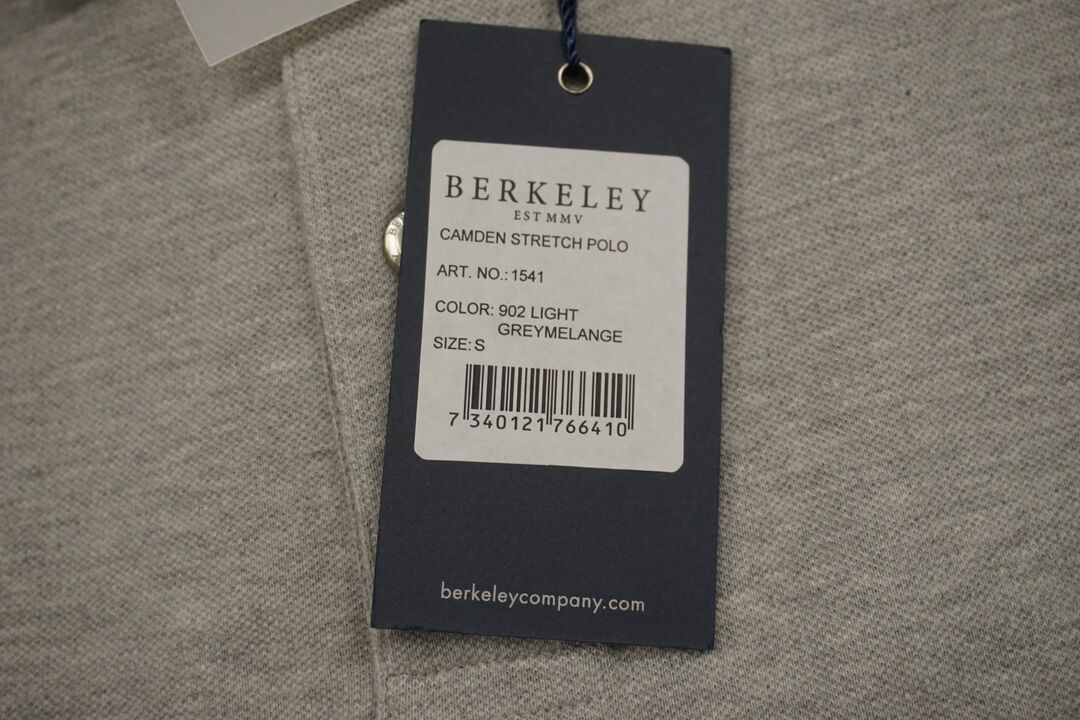 BERKELEY
EST MMV
CAMDEN STRETCH POLO
ART. NO.: 1541
COLOR: 902 LIGHT
GREYMELANGE
SIZE: S
7 340121 766410
berkeleycompany.com